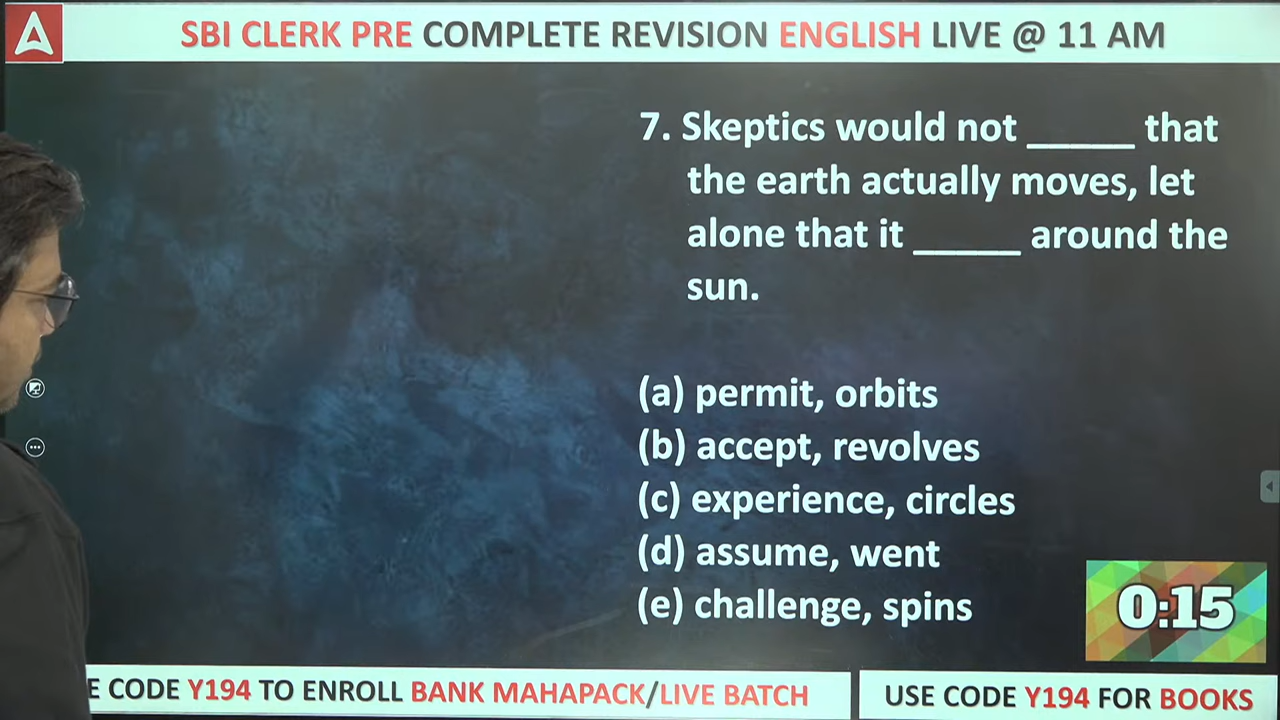 SBI CLERK PRE COMPLETE REVISION ENGLISH LIVE @ 11 AM
7. Skeptics would not ______ that
the earth actually moves, let
alone that it ______ around the
sun.
(a) permit, orbits
(b) accept, revolves
(c) experience, circles
(d) assume, went
(e) challenge, spins
0:15
E CODE Y194 TO ENROLL BANK MAHAPACK/LIVE BATCH
USE CODE Y194 FOR BOOKS